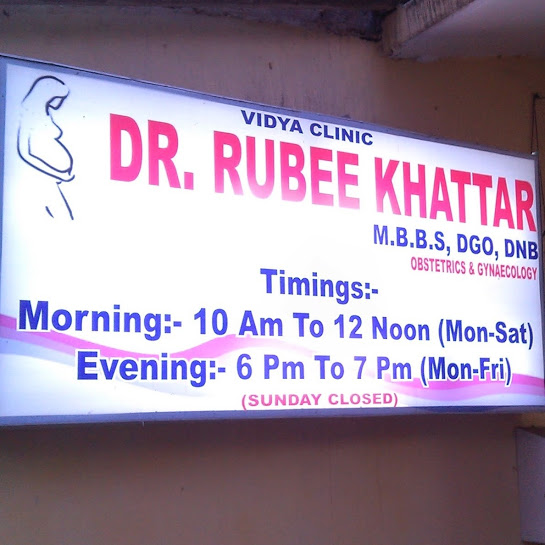 VIDYA CLINIC
DR. RUBEE KHATTAR
M.B.B.S, DGO, DNB
OBSTETRICS & GYNAECOLOGY
Timings:-
Morning:- 10 Am To 12 Noon (Mon-Sat)
Evening:- 6 Pm To 7 Pm (Mon-Fri)
(SUNDAY CLOSED)